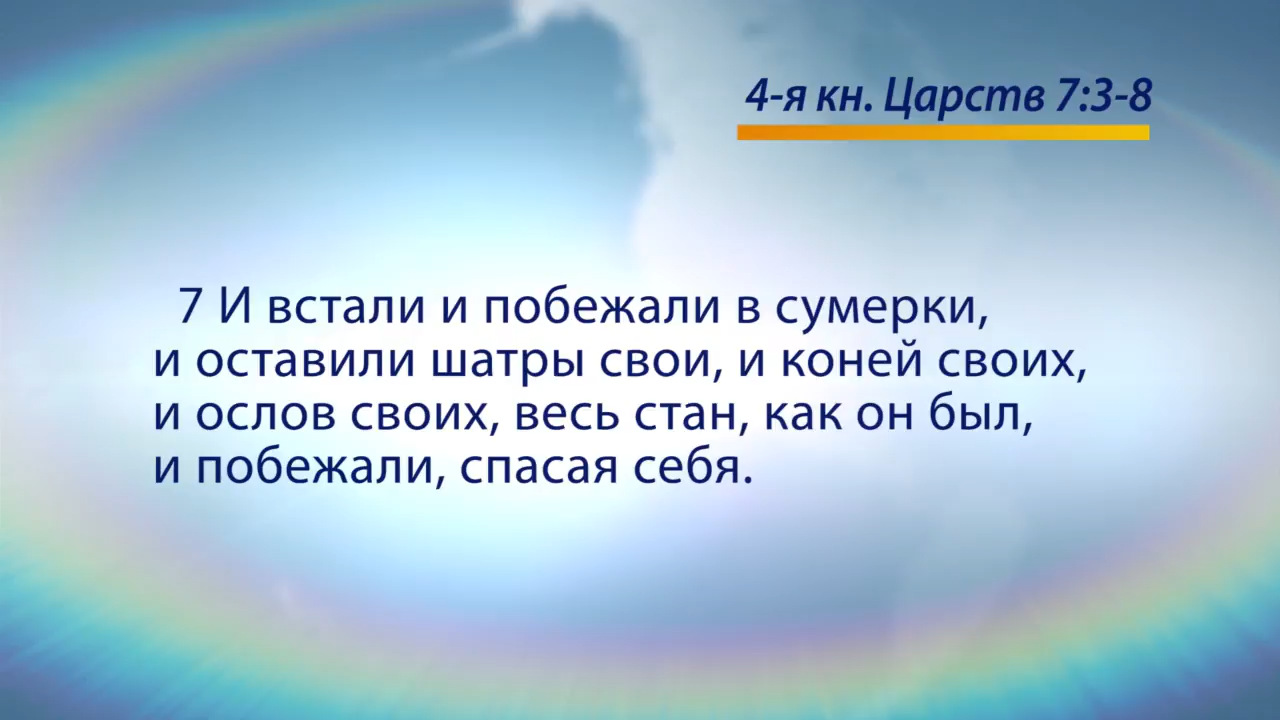 4-я кн. Царств 7:3-8
7 И встали и побежали в сумерки,
и оставили шатры свои, и коней своих,
и ослов своих, весь стан, как он был,
и побежали, спасая себя.